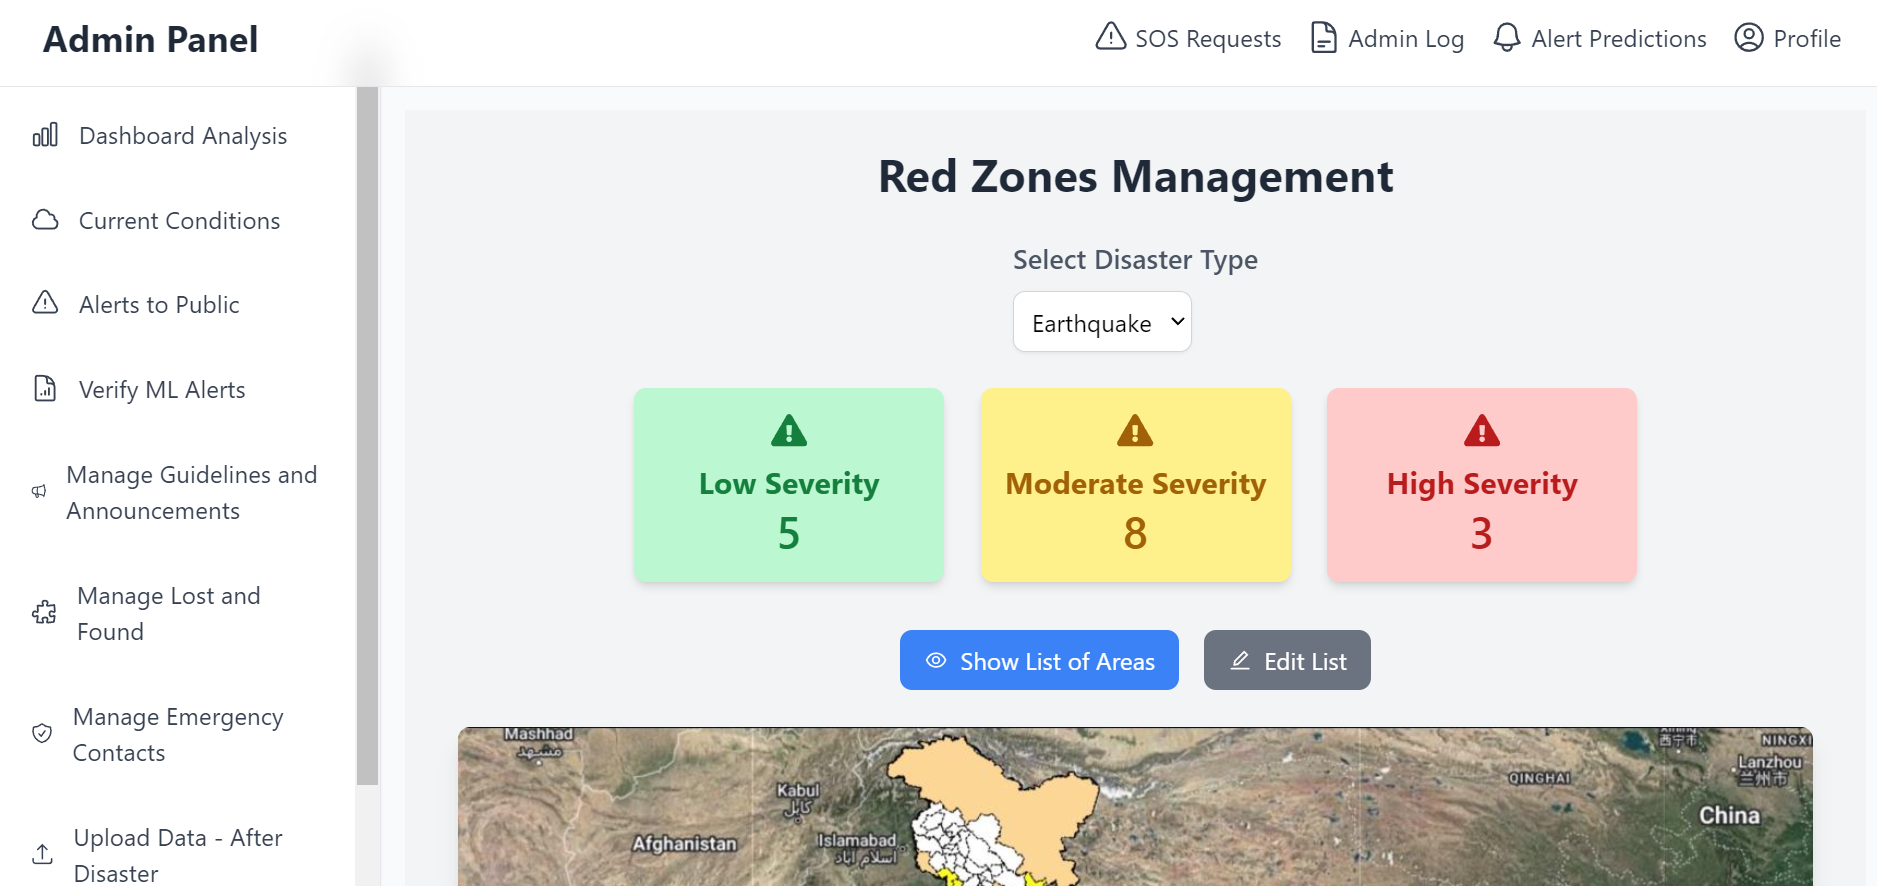 Admin Panel
SOS Requests
Admin Log
Alert Predictions
Profile
Dashboard Analysis
Current Conditions
Alerts to Public
Verify ML Alerts
Manage Guidelines and
Announcements
Manage Lost and
Found
Manage Emergency
Contacts
Upload Data - After
Disaster
Red Zones Management
Select Disaster Type
Earthquake
Low Severity
5
Moderate Severity
8
High Severity
3
Show List of Areas
Edit List
Mashhad
مشهد
Kabul
کابل
Afghanistan
Islamabad
اسلام آباد
QINGHAI
西宁市
NINGXI
Lanzhou
兰州市
China